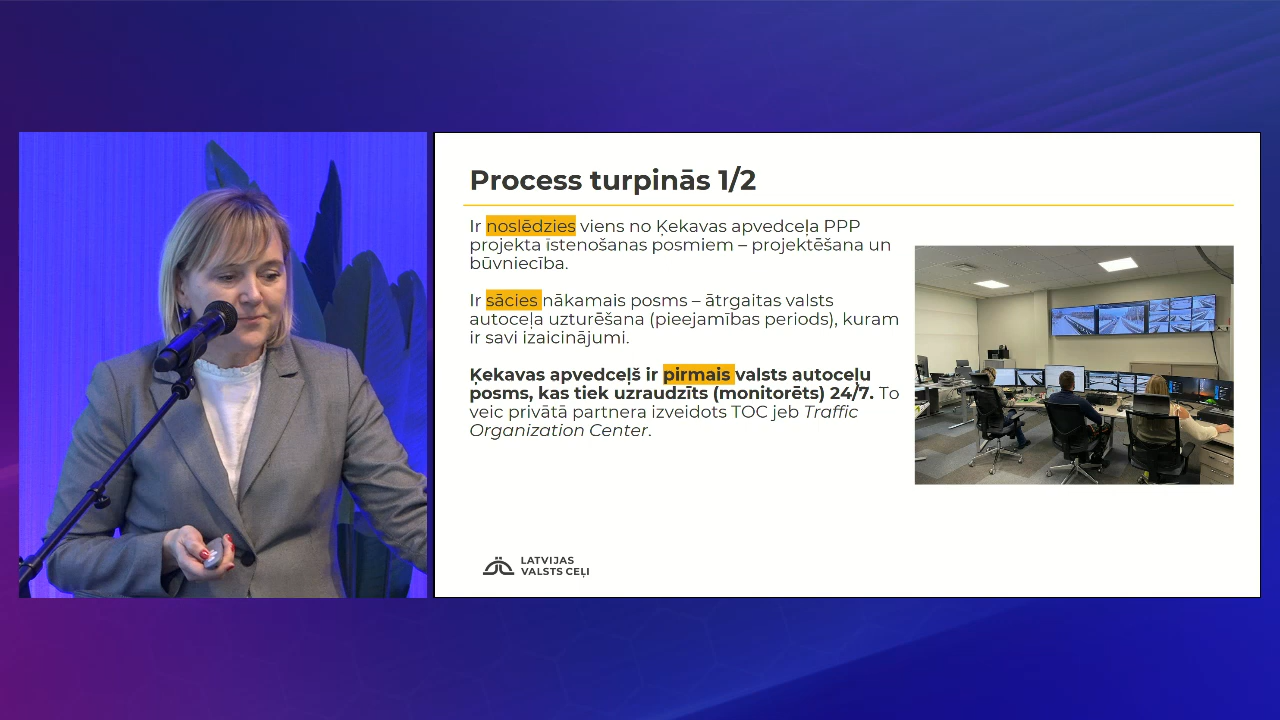 Process turpinās 1/2
Ir noslēdzies viens no Ķekavas apvedceļa PPP
projekta īstenošanas posmiem – projektēšana un
būvniecība.
Ir sācies nākamais posms – ātrgaitas valsts
autoceļa uzturēšana (pieejamības periods), kuram
ir savi izaicinājumi.
Ķekavas apvedceļš ir pirmais valsts autoceļu
posms, kas tiek uzraudzīts (monitorēts) 24/7. To
veic privātā partnera izveidots TOC jeb Traffic
Organization Center.
LATVIJAS
VALSTS CEĻI